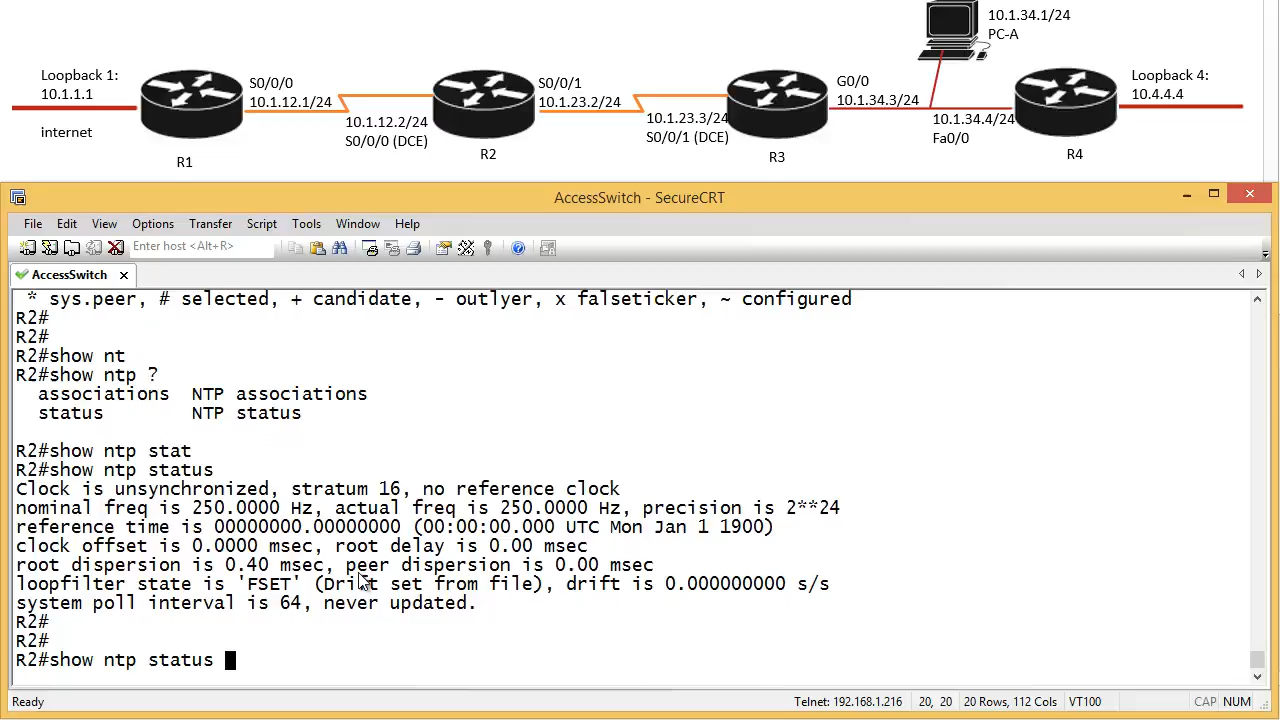 10.1.34.1/24
PC-A
Loopback 1:
10.1.1.1
internet
S0/0/0
10.1.12.1/24
10.1.12.2/24
S0/0/0 (DCE)
S0/0/1
10.1.23.2/24
10.1.23.3/24
S0/0/1 (DCE)
G0/0
10.1.34.3/24
10.1.34.4/24
Fa0/0
Loopback 4:
10.4.4.4
R1
R2
R3
R4
AccessSwitch - SecureCRT
File Edit View Options Transfer Script Tools Window Help
Enter host <Alt+R>
AccessSwitch
* sys.peer, # selected, + candidate, - outlyer, x falseticker, ~ configured
R2#
R2#
R2#show nt
R2#show ntp ?
associations NTP associations
status NTP status
R2#show ntp stat
R2#show ntp status
Clock is unsynchronized, stratum 16, no reference clock
nominal freq is 250.0000 Hz, actual freq is 250.0000 Hz, precision is 2**24
reference time is 00000000.00000000 (00:00:00.000 UTC Mon Jan 1 1900)
clock offset is 0.0000 msec, root delay is 0.00 msec
root dispersion is 0.40 msec, peer dispersion is 0.00 msec
loopfilter state is 'FSET' (Drift set from file), drift is 0.000000000 s/s
system poll interval is 64, never updated.
R2#
R2#
R2#show ntp status
Ready Telnet: 192.168.1.216 20, 20 20 Rows, 112 Cols VT100 CAP NUM